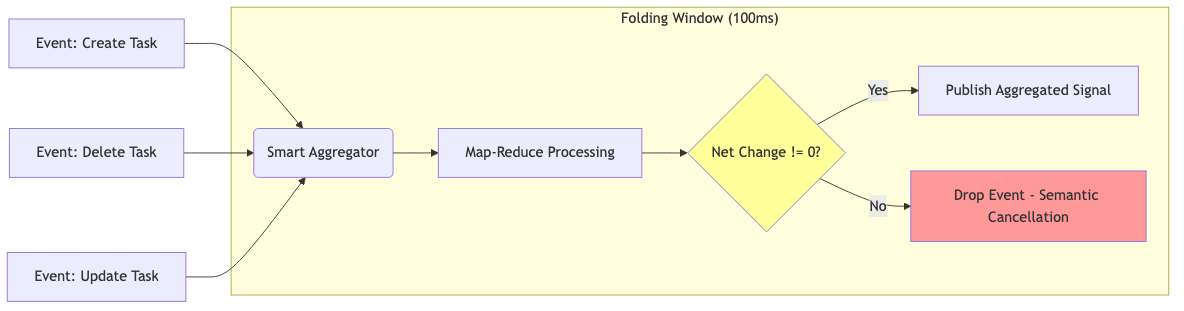 Folding Window (100ms)
Event: Create Task
Event: Delete Task
Event: Update Task
Smart Aggregator
Map-Reduce Processing
Net Change != 0?
Yes
Publish Aggregated Signal
No
Drop Event - Semantic
Cancellation